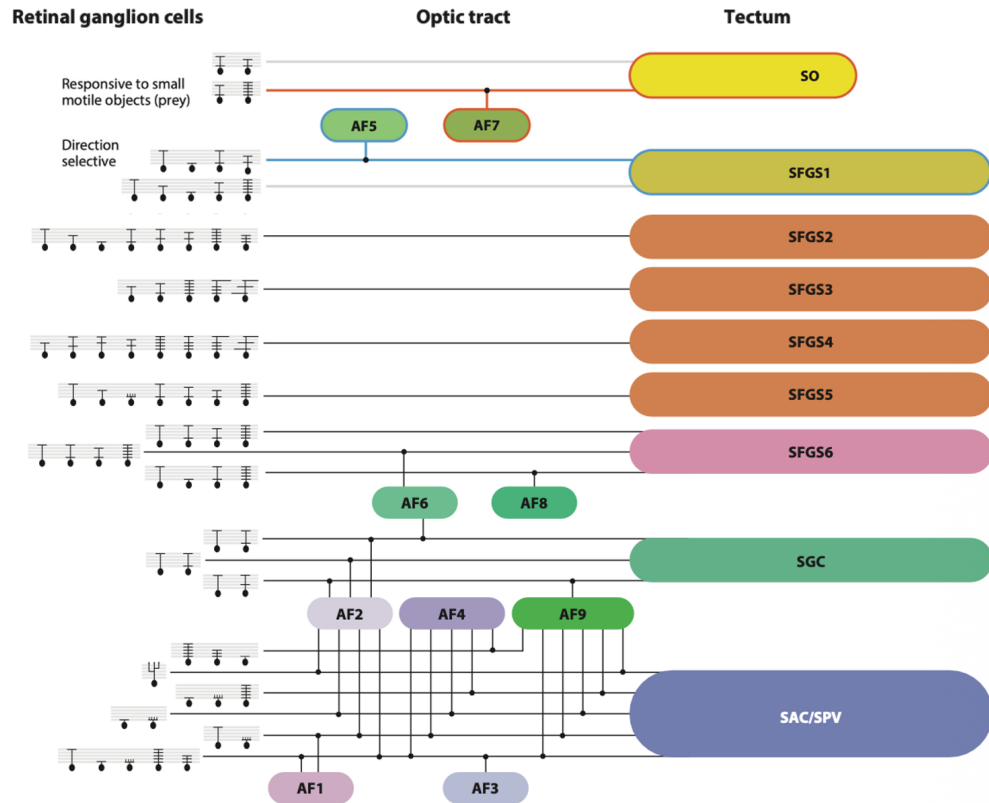 Retinal ganglion cells
Optic tract
Tectum
SO
Responsive to small
motile objects (prey)
AF5
AF7
Direction
selective
SFGS1
SFGS2
SFGS3
SFGS4
SFGS5
SFGS6
AF6
AF8
SGC
AF2
AF4
AF9
SAC/SPV
AF1
AF3